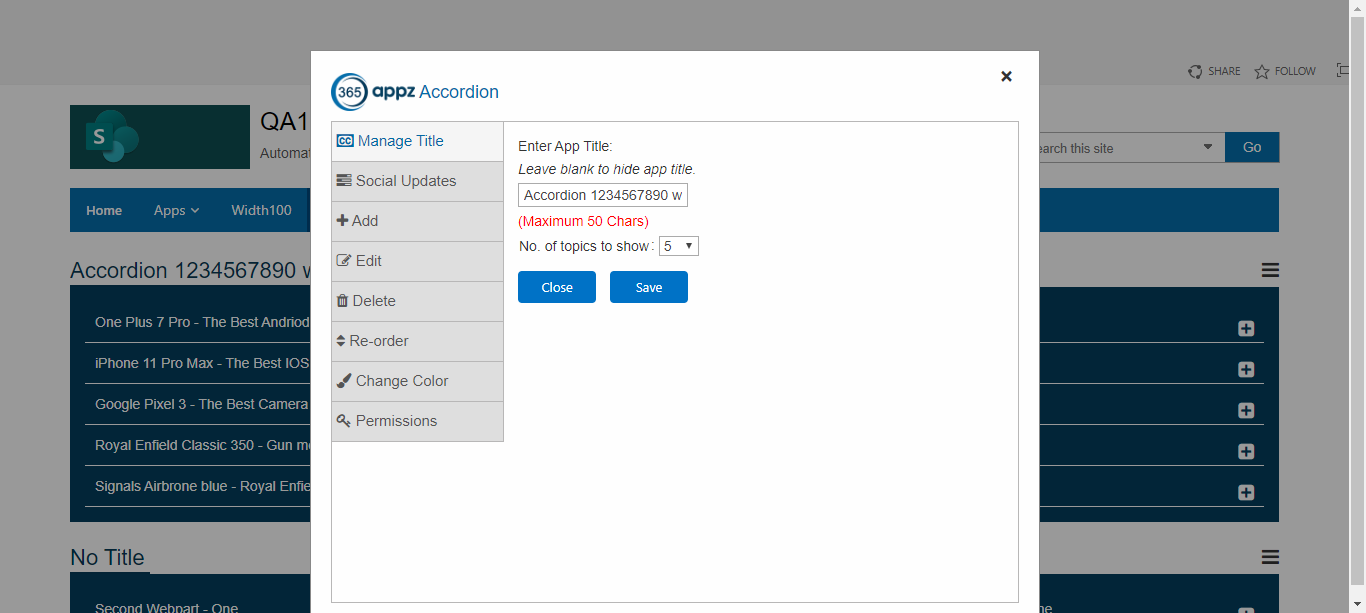 SHARE
FOLLOW
365 appz Accordion
S
QA1
Manage Title
Enter App Title:
Leave blank to hide app title.
Social Updates
Accordion 1234567890 w
(Maximum 50 Chars)
Add
No. of topics to show:
5
Edit
Close
Save
Delete
Re-order
Change Color
Permissions
this site
Go
Home
Apps
Width100
Accordion 1234567890
One Plus 7 Pro - The Best Andriod
iPhone 11 Pro Max - The Best IOS
Google Pixel 3 - The Best Camera
Royal Enfield Classic 350 - Gun
Signals Airbrone blue - Royal
No Title
Second Webpart - One